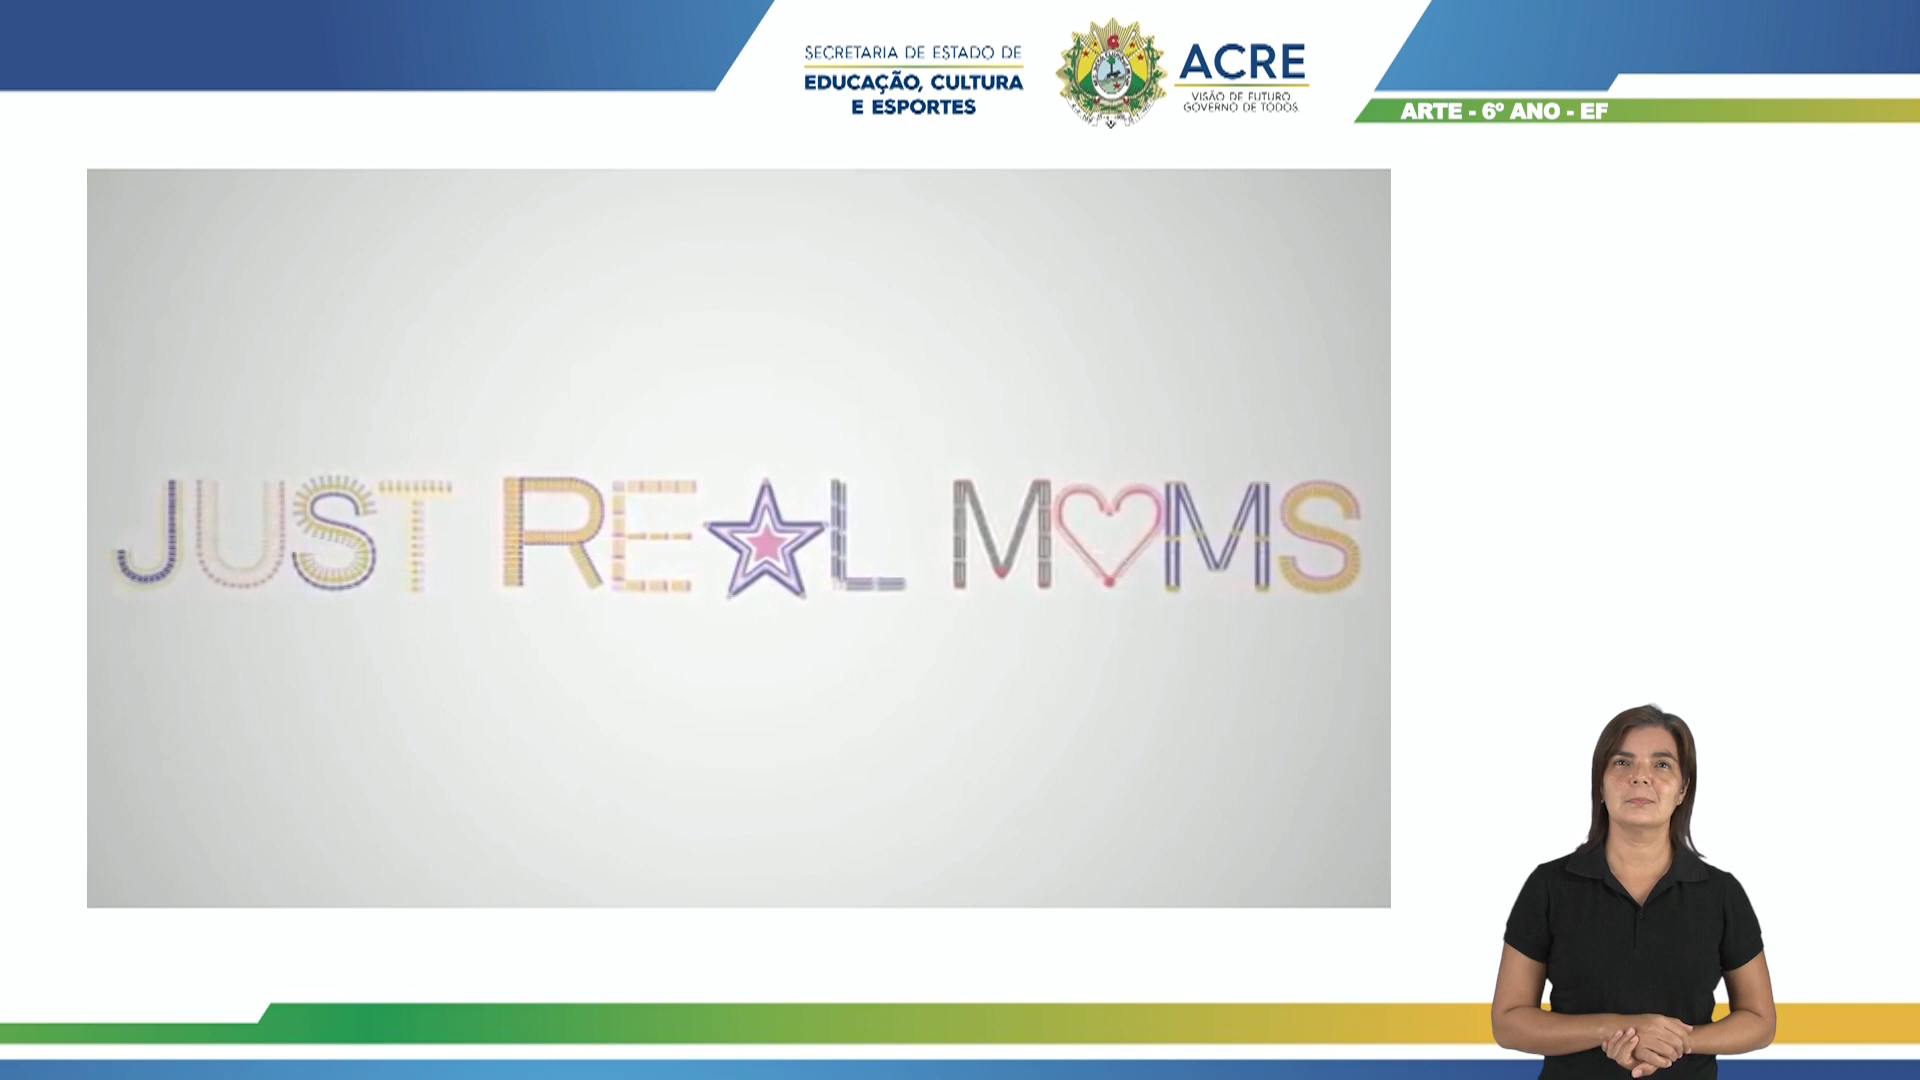 SECRETARIA DE ESTADO DE
EDUCAÇÃO, CULTURA
E ESPORTES
ACRE
VISÃO DE FUTURO
GOVERNO DE TODOS
ARTE - 6º ANO - EF
JUST REAL MOMS